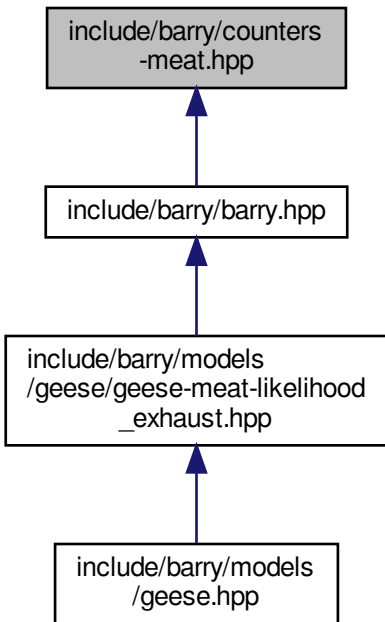 include/barry/counters
-meat.hpp
include/barry/barry.hpp
include/barry/models
/geese/geese-meat-likelihood
_exhaust.hpp
include/barry/models
/geese.hpp